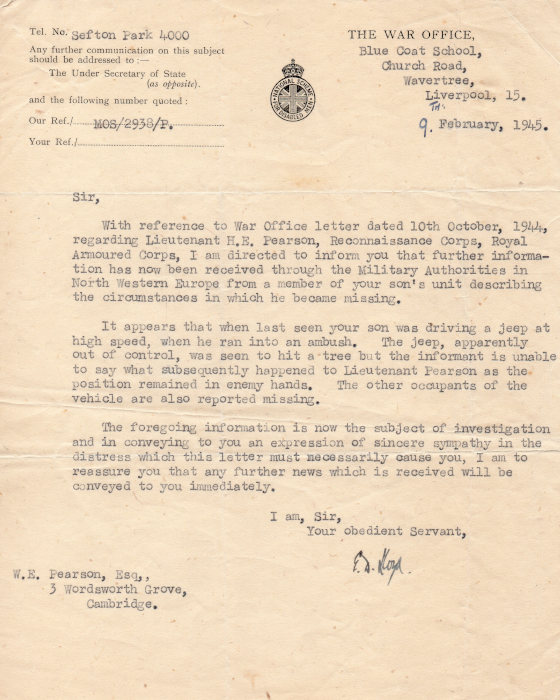 Tel. No. Sefton Park 4000
Any further communication on this subject
should be addressed to :—
The Under Secretary of State
(as opposite).
and the following number quoted :
Our Ref./ MOS/2938/P.
Your Ref./
NATIONAL SCHEME
DISABLED MEN
THE WAR OFFICE,
Blue Coat School,
Church Road,
Wavertree,
Liverpool, 15.
TH:
9. February, 1945.
Sir,
With reference to War Office letter dated 10th October, 1944,
regarding Lieutenant H.E. Pearson, Reconnaissance Corps, Royal
Armoured Corps, I am directed to inform you that further informa-
tion has now been received through the Military Authorities in
North Western Europe from a member of your son's unit describing
the circumstances in which he became missing.
It appears that when last seen your son was driving a jeep at
high speed, when he ran into an ambush. The jeep, apparently
out of control, was seen to hit a tree but the informant is unable
to say what subsequently happened to Lieutenant Pearson as the
position remained in enemy hands. The other occupants of the
vehicle are also reported missing.
The foregoing information is now the subject of investigation
and in conveying to you an expression of sincere sympathy in the
distress which this letter must necessarily cause you, I am to
reassure you that any further news which is received will be
conveyed to you immediately.
I am, Sir,
Your obedient Servant,
W.E. Pearson, Esq.,
3 Wordsworth Grove,
Cambridge.